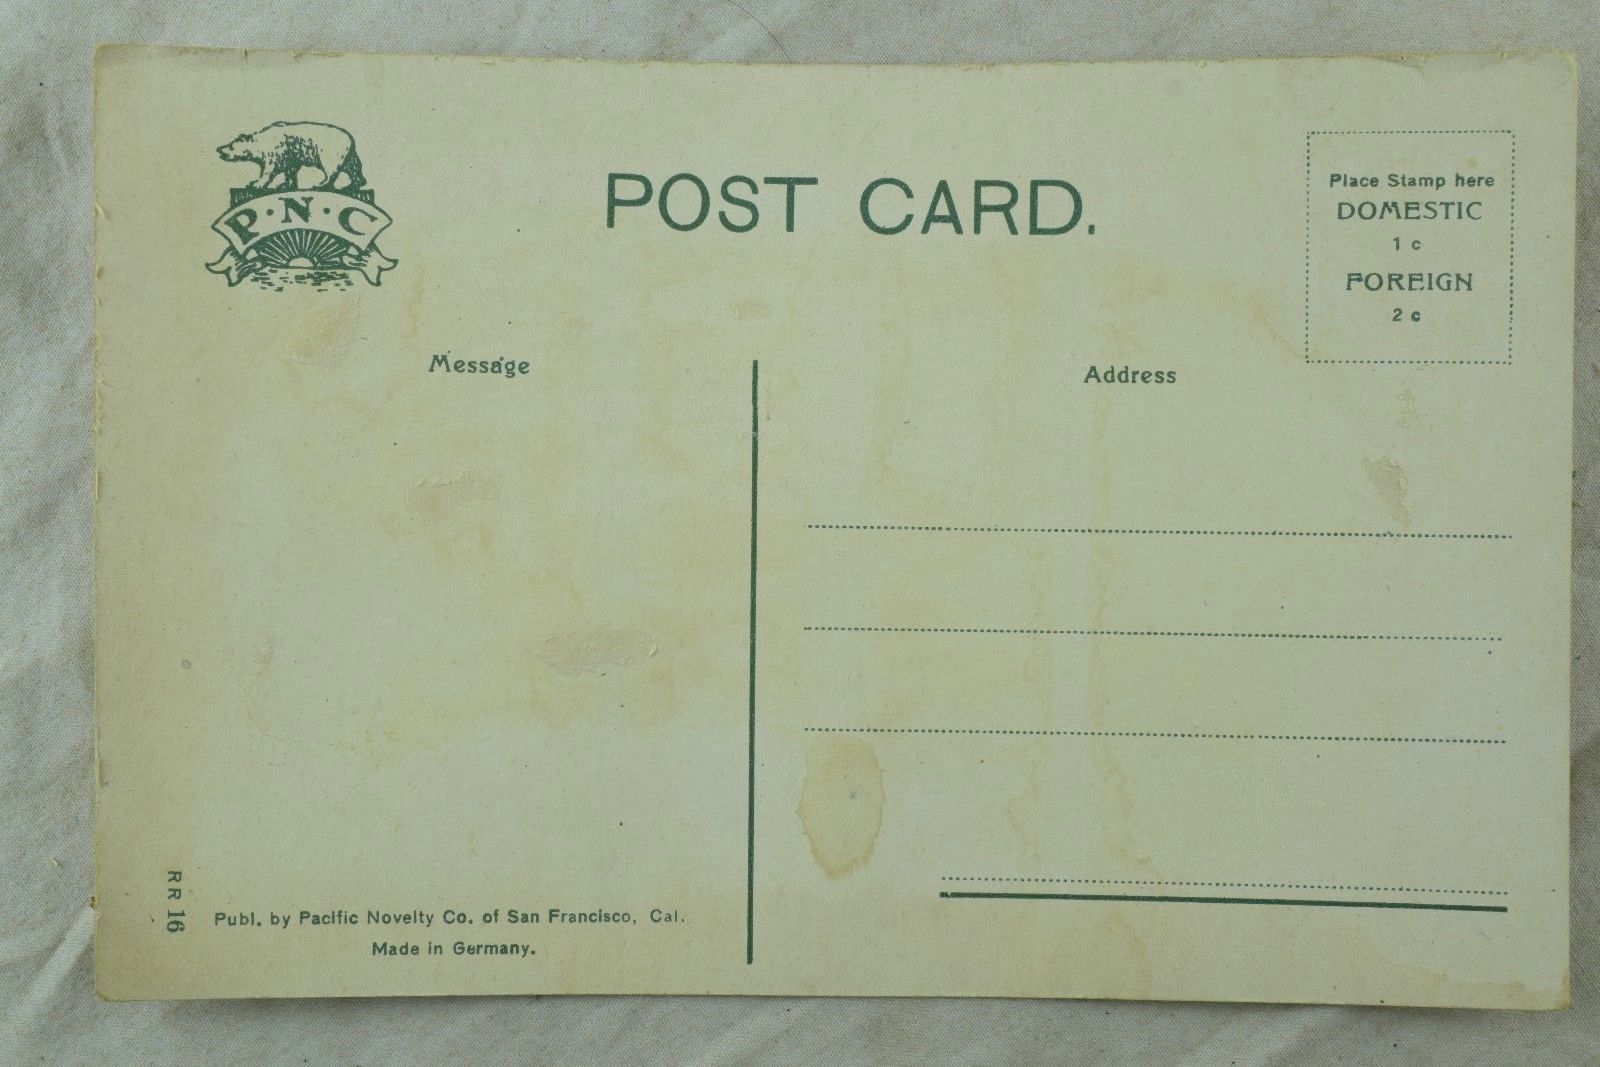 P·N·C
POST CARD.
Place Stamp here
DOMESTIC
1 c
FOREIGN
2 c
Message
Address
RR 16
Publ. by Pacific Novelty Co. of San Francisco, Cal.
Made in Germany.